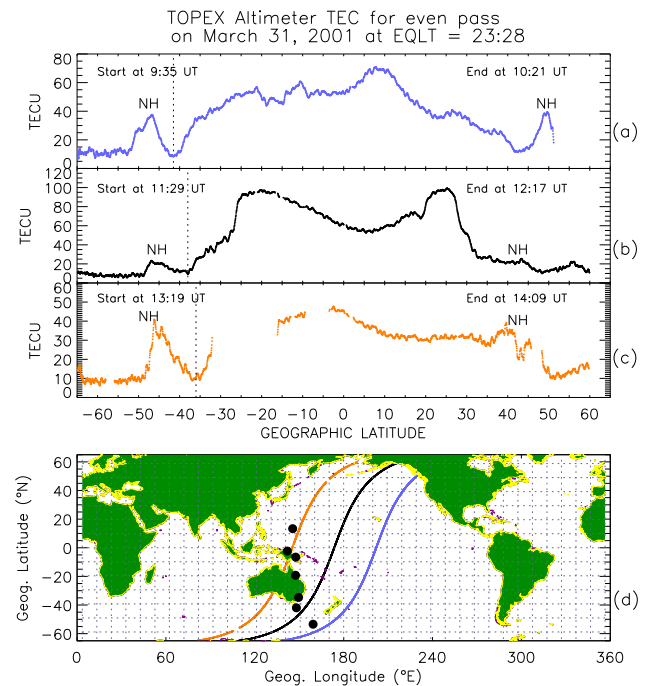 TOPEX Altimeter TEC for even pass
on March 31, 2001 at EQLT = 23:28
80
60
40
20
0
TECU
Start at 9:35 UT
End at 10:21 UT
NH
NH
(a)
120
100
80
60
40
20
0
TECU
Start at 11:29 UT
End at 12:17 UT
NH
NH
(b)
60
50
40
30
20
10
0
TECU
Start at 13:19 UT
End at 14:09 UT
NH
NH
(c)
-60 -50 -40 -30 -20 -10 0 10 20 30 40 50 60
GEOGRAPHIC LATITUDE
60
40
20
0
-20
-40
-60
Geog. Latitude (°N)
(d)
0 60 120 180 240 300 360
Geog. Longitude (°E)